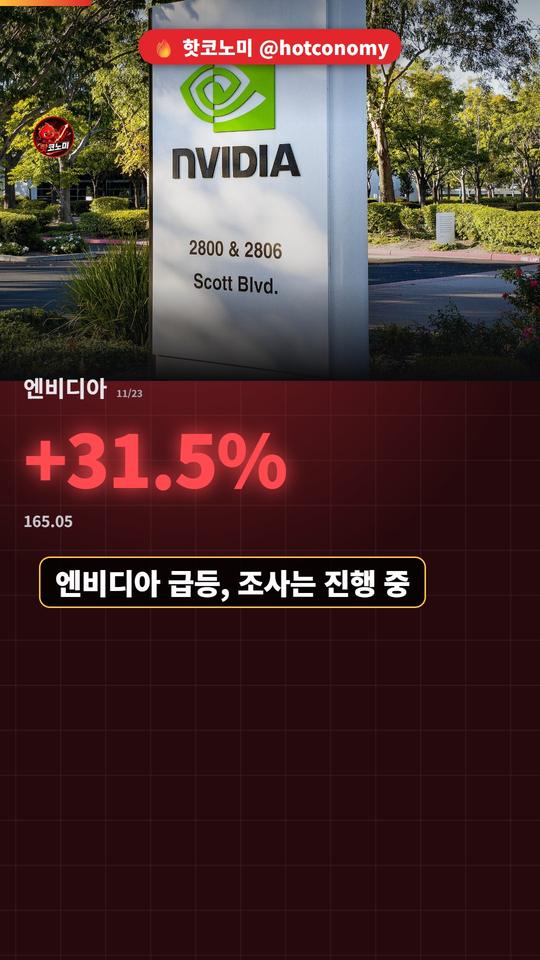 🔥 핫코노미 @hotconomy
핫코노미
NVIDIA
2800 & 2806
Scott Blvd.
엔비디아 11/23
+31.5%
165.05
엔비디아 급등, 조사는 진행 중